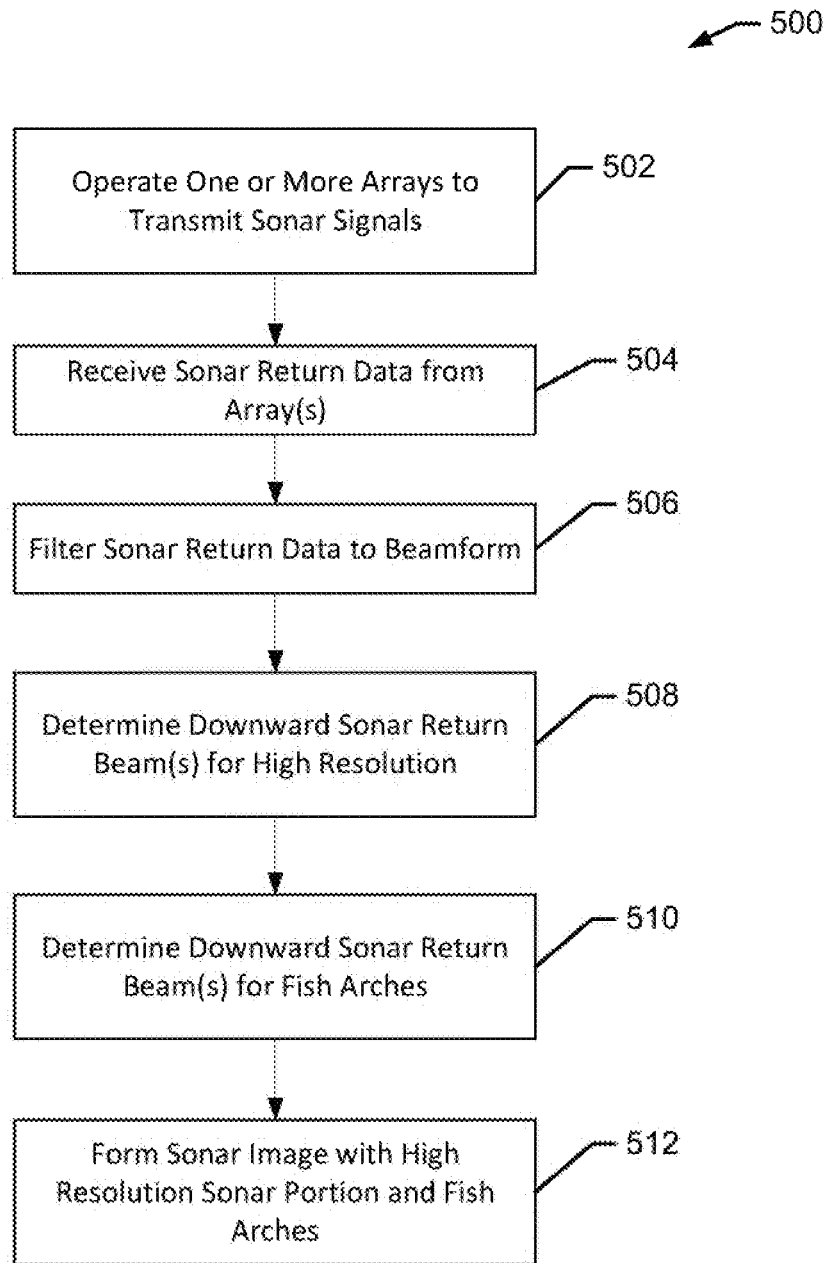 500
Operate One or More Arrays to
Transmit Sonar Signals
502
Receive Sonar Return Data from
Array(s)
504
Filter Sonar Return Data to Beamform
506
Determine Downward Sonar Return
Beam(s) for High Resolution
508
Determine Downward Sonar Return
Beam(s) for Fish Arches
510
Form Sonar Image with High
Resolution Sonar Portion and Fish
Arches
512